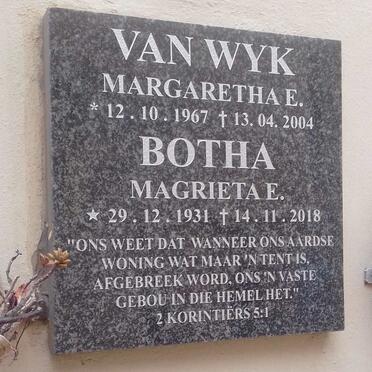 VAN WYK
MARGARETHA E.
* 12 . 10 . 1967 † 13. 04. 2004
BOTHA
MAGRIETA E.
★ 29 . 12 . 1931 † 14 . 11 . 2018
"ONS WEET DAT WANNEER ONS AARDSE
WONING WAT MAAR 'N TENT IS,
AFGEBREEK WORD, ONS 'N VASTE
GEBOU IN DIE HEMEL HET."
2 KORINTIËRS 5:1